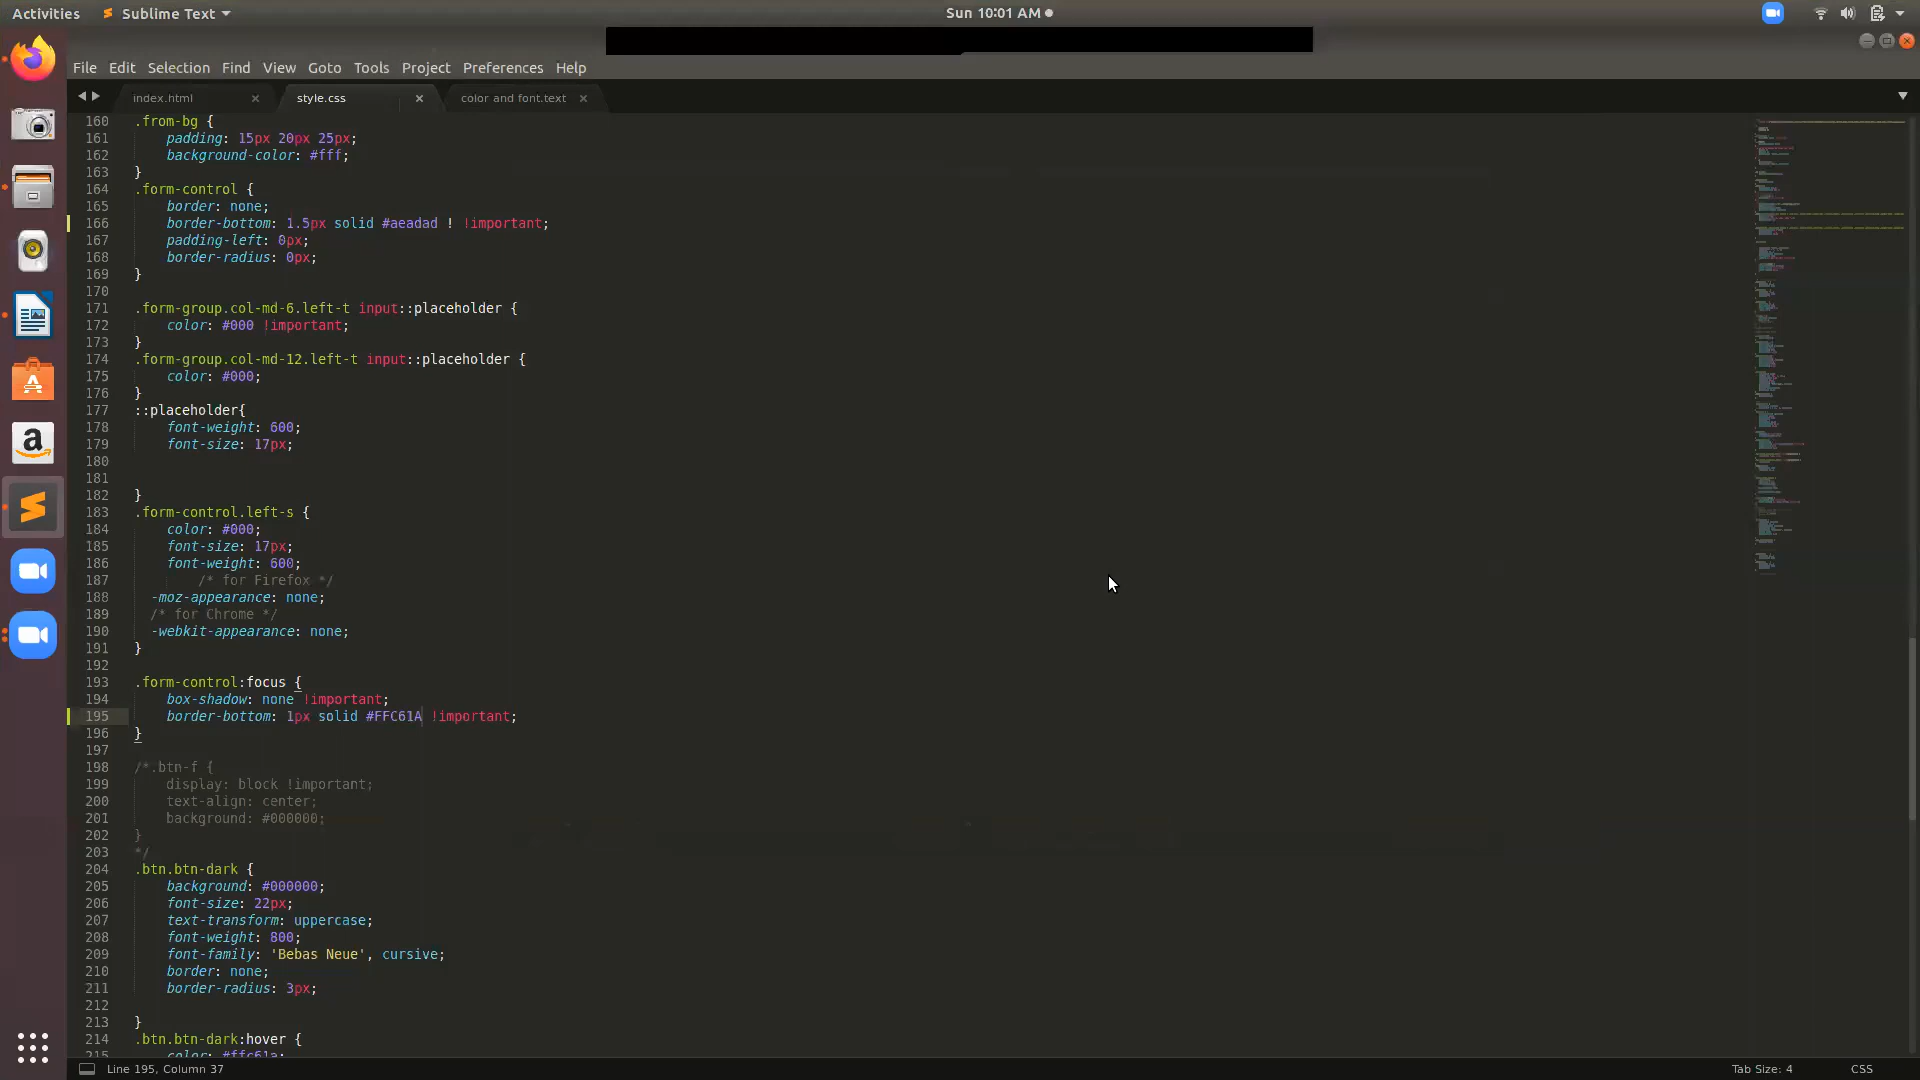 Activities
Sublime Text
Sun 10:01 AM
File Edit Selection Find View Goto Tools Project Preferences Help
index.html
style.css
color and font.text
160 .from-bg {
161 padding: 15px 20px 25px;
162 background-color: #fff;
163 }
164 .form-control {
165 border: none;
166 border-bottom: 1.5px solid #aeadad ! !important;
167 padding-left: 0px;
168 border-radius: 0px;
169 }
170
171 .form-group.col-md-6.left-t input::placeholder {
172 color: #000 !important;
173 }
174 .form-group.col-md-12.left-t input::placeholder {
175 color: #000;
176 }
177 ::placeholder{
178 font-weight: 600;
179 font-size: 17px;
180
181
182 }
183 .form-control.left-s {
184 color: #000;
185 font-size: 17px;
186 font-weight: 600;
187 /* for Firefox */
188 -moz-appearance: none;
189 /* for Chrome */
190 -webkit-appearance: none;
191 }
192
193 .form-control:focus {
194 box-shadow: none !important;
195 border-bottom: 1px solid #FFC61A !important;
196 }
197
198 /*.btn-f {
199 display: block !important;
200 text-align: center;
201 background: #000000;
202 }
203 */
204 .btn.btn-dark {
205 background: #000000;
206 font-size: 22px;
207 text-transform: uppercase;
208 font-weight: 800;
209 font-family: 'Bebas Neue', cursive;
210 border: none;
211 border-radius: 3px;
212
213 }
214 .btn.btn-dark:hover {
215 color: #ffc61a;
Line 195, Column 37
Tab Size: 4
CSS